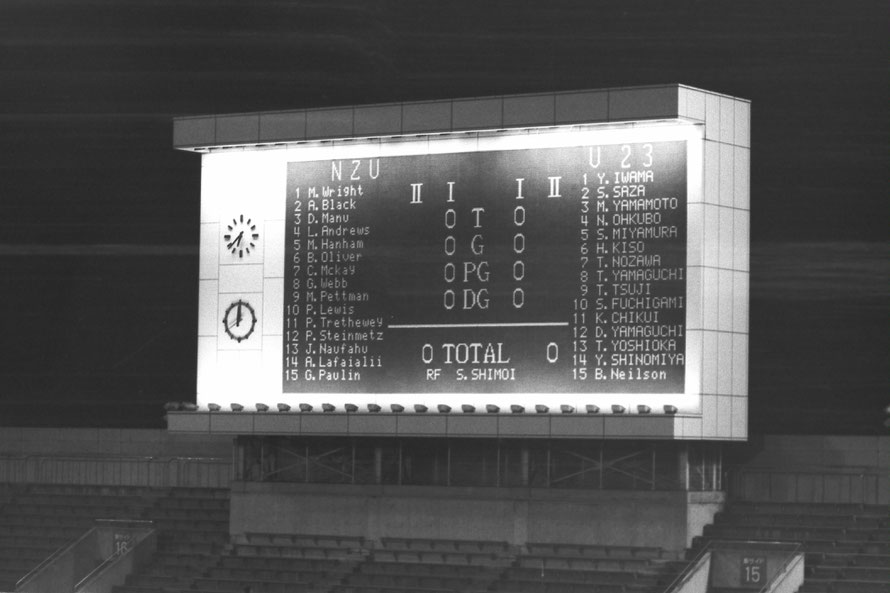 NZU
1 M.Wright
2 A.Black
3 D.Manu
4 L.Andrews
5 M.Hanham
6 B.Oliver
7 C.Mckay
8 G.Webb
9 M.Pettman
10 P.Lewis
11 P.Trethewey
12 P.Steinmetz
13 J.Naufahu
14 A.Lafaialii
15 G.Paulin
II I I II
0 T 0
0 G 0
0 PG 0
0 DG 0
0 TOTAL 0
RF S.SHIMOI
U 23
1 Y.IWAMA
2 S.SAZA
3 M.YAMAMOTO
4 N.OHKUBO
5 S.MIYAMURA
6 H.KISO
7 T.NOZAWA
8 T.YAMAGUCHI
9 T.TSUJI
10 S.FUCHIGAMI
11 K.CHIKUI
12 D.YAMAGUCHI
13 T.YOSHIOKA
14 Y.SHINOMIYA
15 B.Neilson
16
15